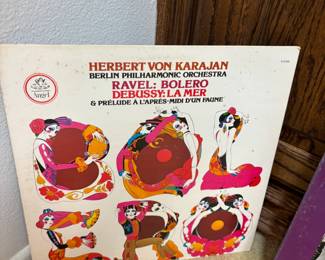 HERBERT VON KARAJAN
BERLIN PHILHARMONIC ORCHESTRA
RAVEL: BOLERO
DEBUSSY: LA MER
& PRÉLUDE À L'APRÈS-MIDI D'UN FAUNE
Angel